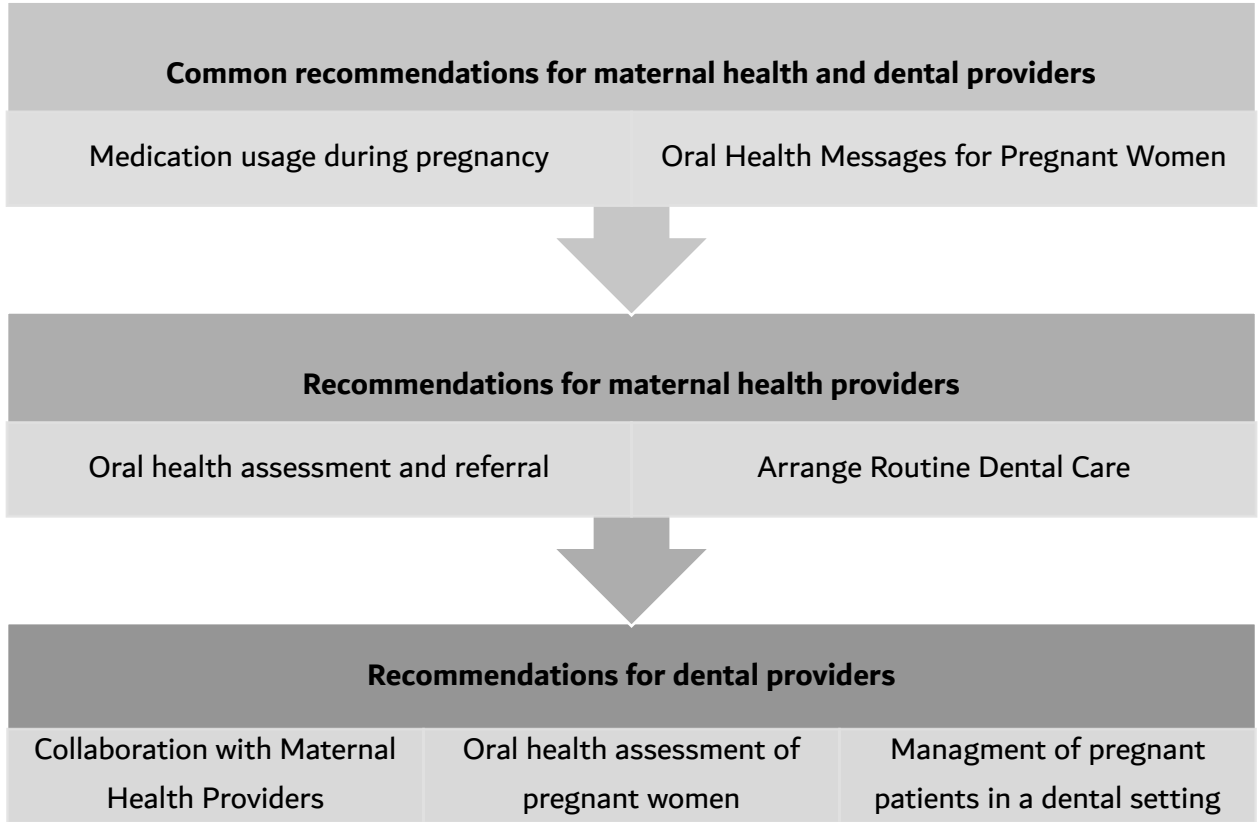 Common recommendations for maternal health and dental providers
Medication usage during pregnancy
Oral Health Messages for Pregnant Women
Recommendations for maternal health providers
Oral health assessment and referral
Arrange Routine Dental Care
Recommendations for dental providers
Collaboration with Maternal
Health Providers
Oral health assessment of
pregnant women
Managment of pregnant
patients in a dental setting